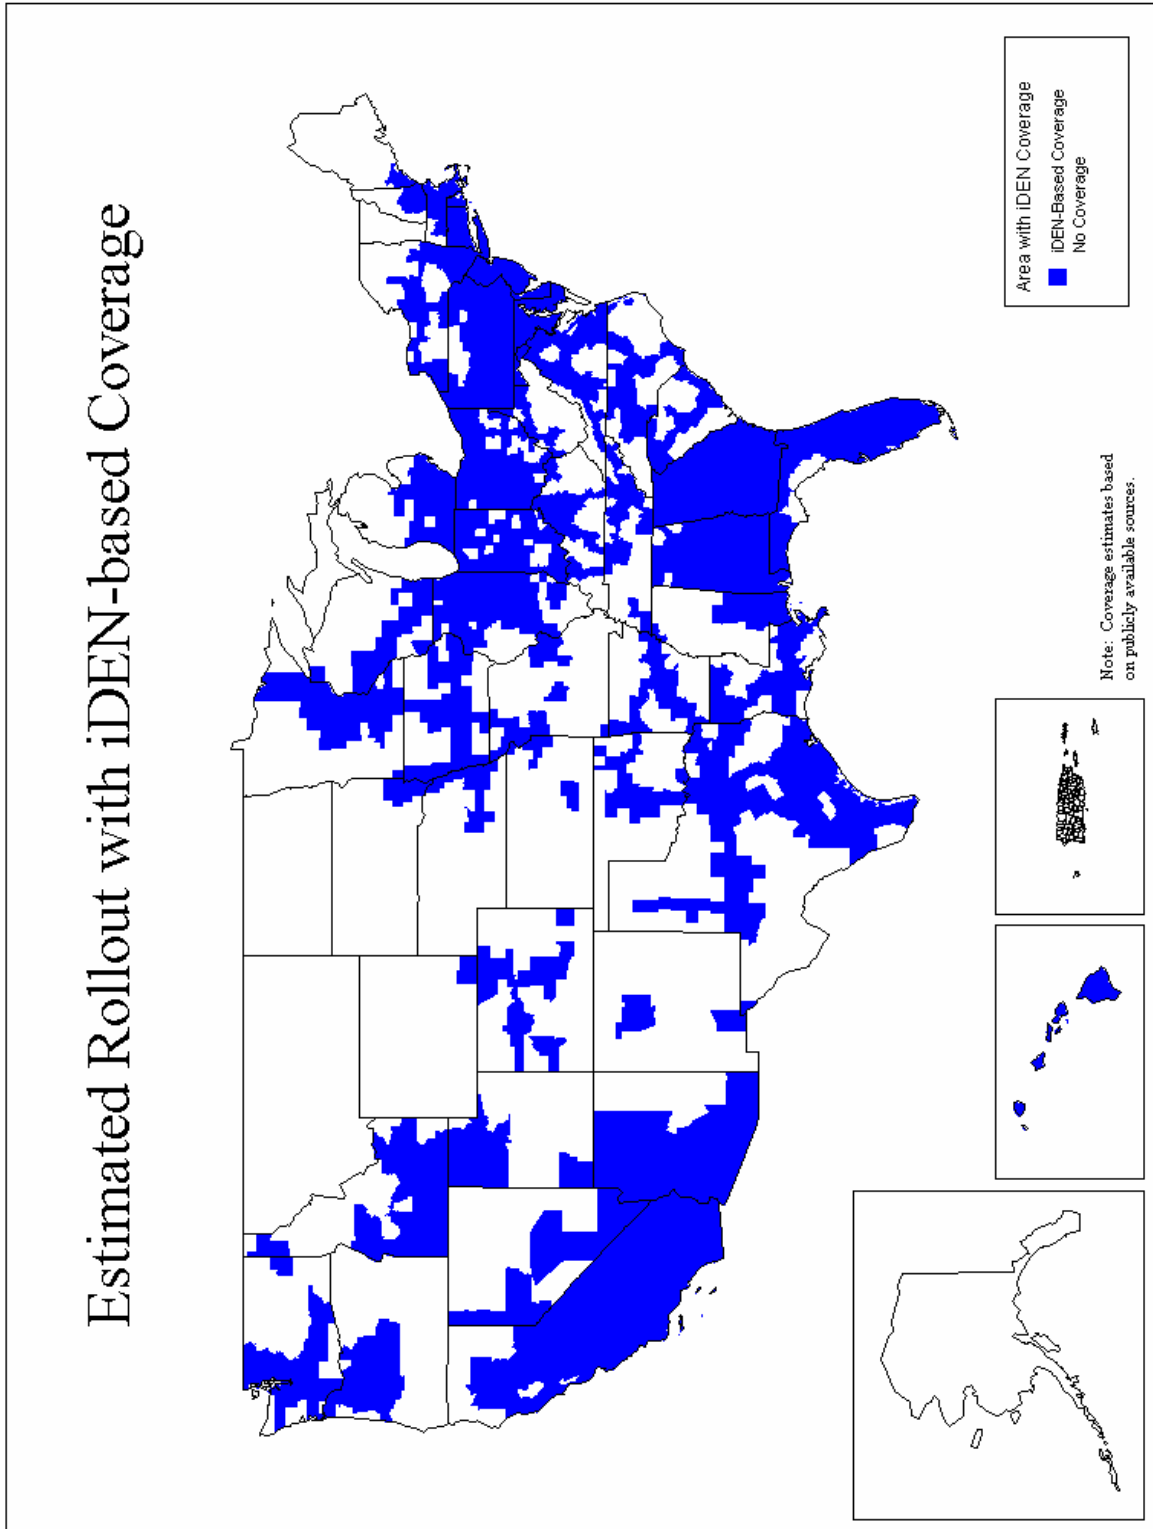 Estimated Rollout with iDEN-based Coverage
Area with iDEN Coverage
iDEN-Based Coverage
No Coverage
Note: Coverage estimates based
on publicly available sources.